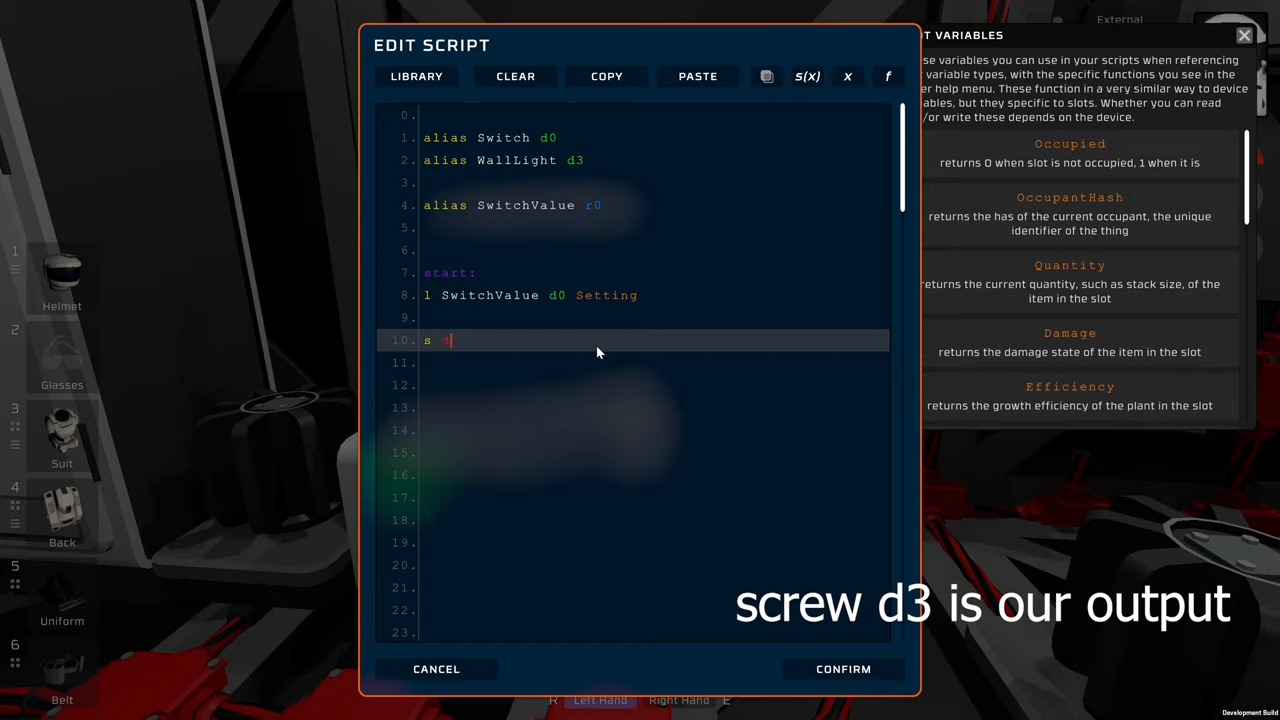 External
EDIT SCRIPT
LIBRARY CLEAR COPY PASTE S(X) X f
0.
1. alias Switch d0
2. alias WallLight d3
3.
4. alias SwitchValue r0
5.
6.
7. start:
8. l SwitchValue d0 Setting
9.
10. s d
11.
12.
13.
14.
15.
16.
17.
18.
19.
20.
21.
22.
23.
CANCEL CONFIRM
T VARIABLES
se variables you can use in your scripts when referencing
variable types, with the specific functions you see in the
er help menu. These function in a very similar way to device
ables, but they specific to slots. Whether you can read
/or write these depends on the device.
Occupied
returns 0 when slot is not occupied, 1 when it is
OccupantHash
returns the has of the current occupant, the unique
identifier of the thing
Quantity
returns the current quantity, such as stack size, of the
item in the slot
Damage
returns the damage state of the item in the slot
Efficiency
returns the growth efficiency of the plant in the slot
1
Helmet
2
Glasses
3
Suit
4
Back
5
Uniform
6
Belt
screw d3 is our output
R Left Hand Right Hand E
Development Build